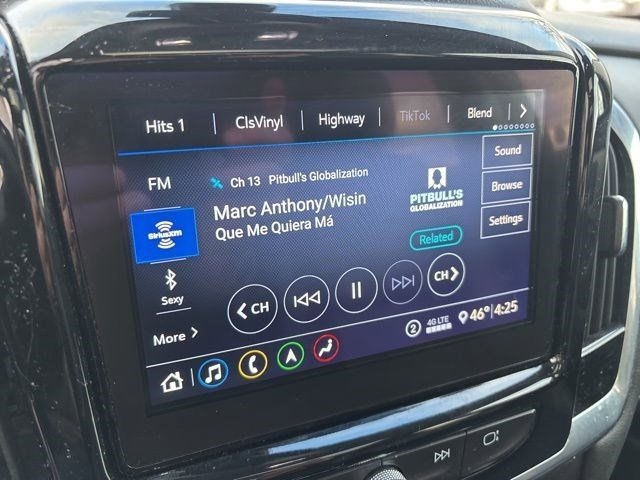 Hits 1 ClsVinyl Highway TikTok Blend
FM
Ch 13 Pitbull's Globalization
Sound
SiriusXM
Marc Anthony/Wisin
Que Me Quiera Má
PITBULL'S
GLOBALIZATION
Browse
Settings
Related
Sexy
CH
CH
More
2 4G LTE 46° 4:25